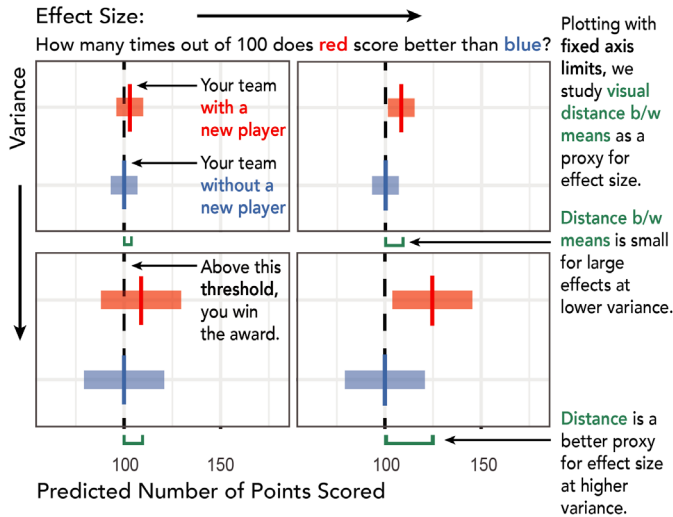 Effect Size:
How many times out of 100 does red score better than blue?
Variance
Your team
with a
new player
Your team
without a
new player
Above this
threshold,
you win
the award.
100
150
100
150
Predicted Number of Points Scored
Plotting with
fixed axis
limits, we
study visual
distance b/w
means as a
proxy for
effect size.
Distance b/w
means is small
for large
effects at
lower variance.
Distance is a
better proxy
for effect size
at higher
variance.